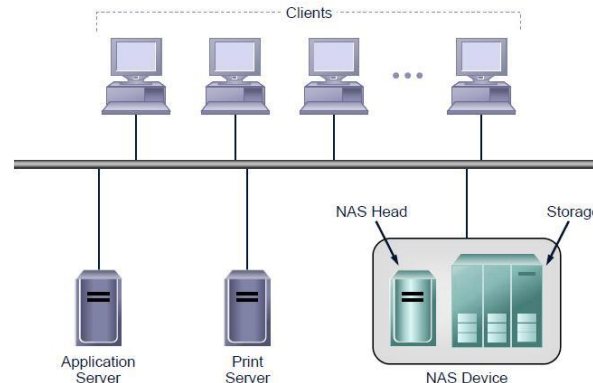 Clients
NAS Head
Storage
Application
Server
Print
Server
NAS Device